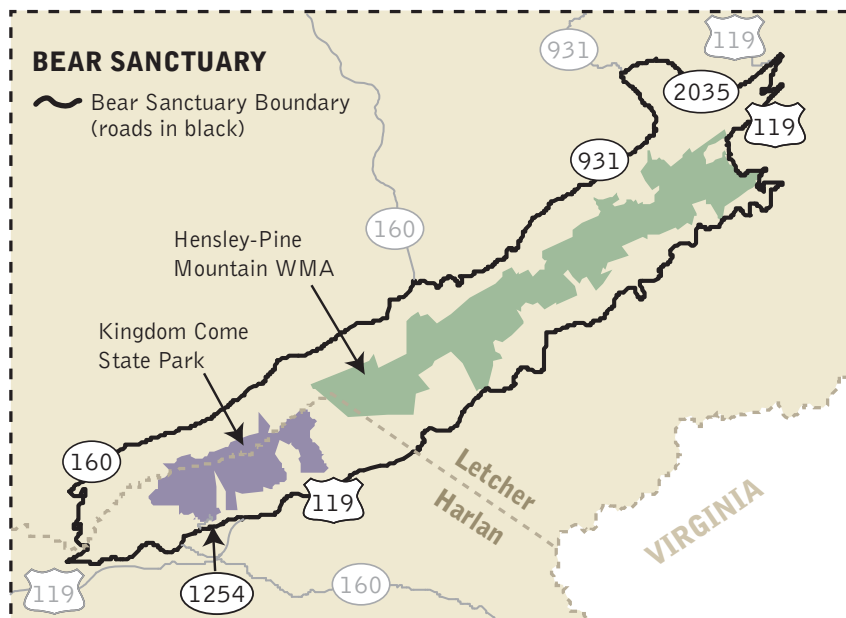 BEAR SANCTUARY
Bear Sanctuary Boundary
(roads in black)
931
119
2035
119
931
160
Hensley-Pine
Mountain WMA
Kingdom Come
State Park
160
119
Letcher
Harlan
VIRGINIA
119
1254
160